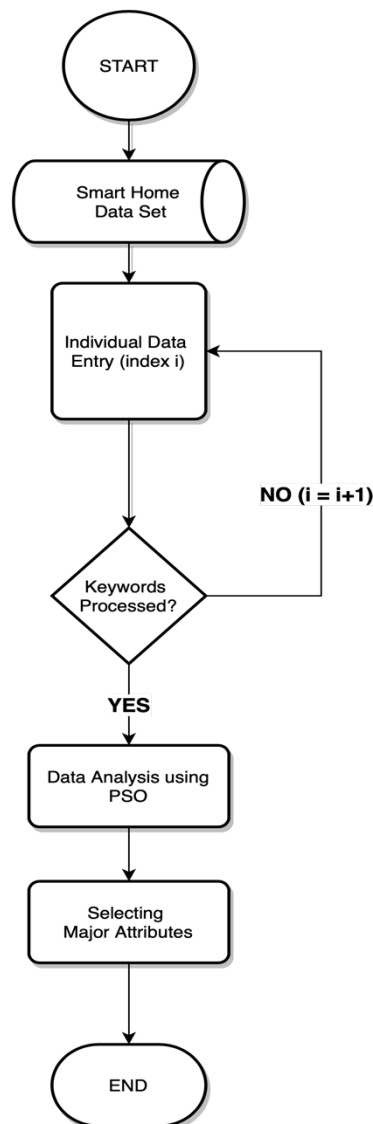 START
Smart Home
Data Set
Individual Data
Entry (index i)
NO (i = i+1)
Keywords
Processed?
YES
Data Analysis using
PSO
Selecting
Major Attributes
END